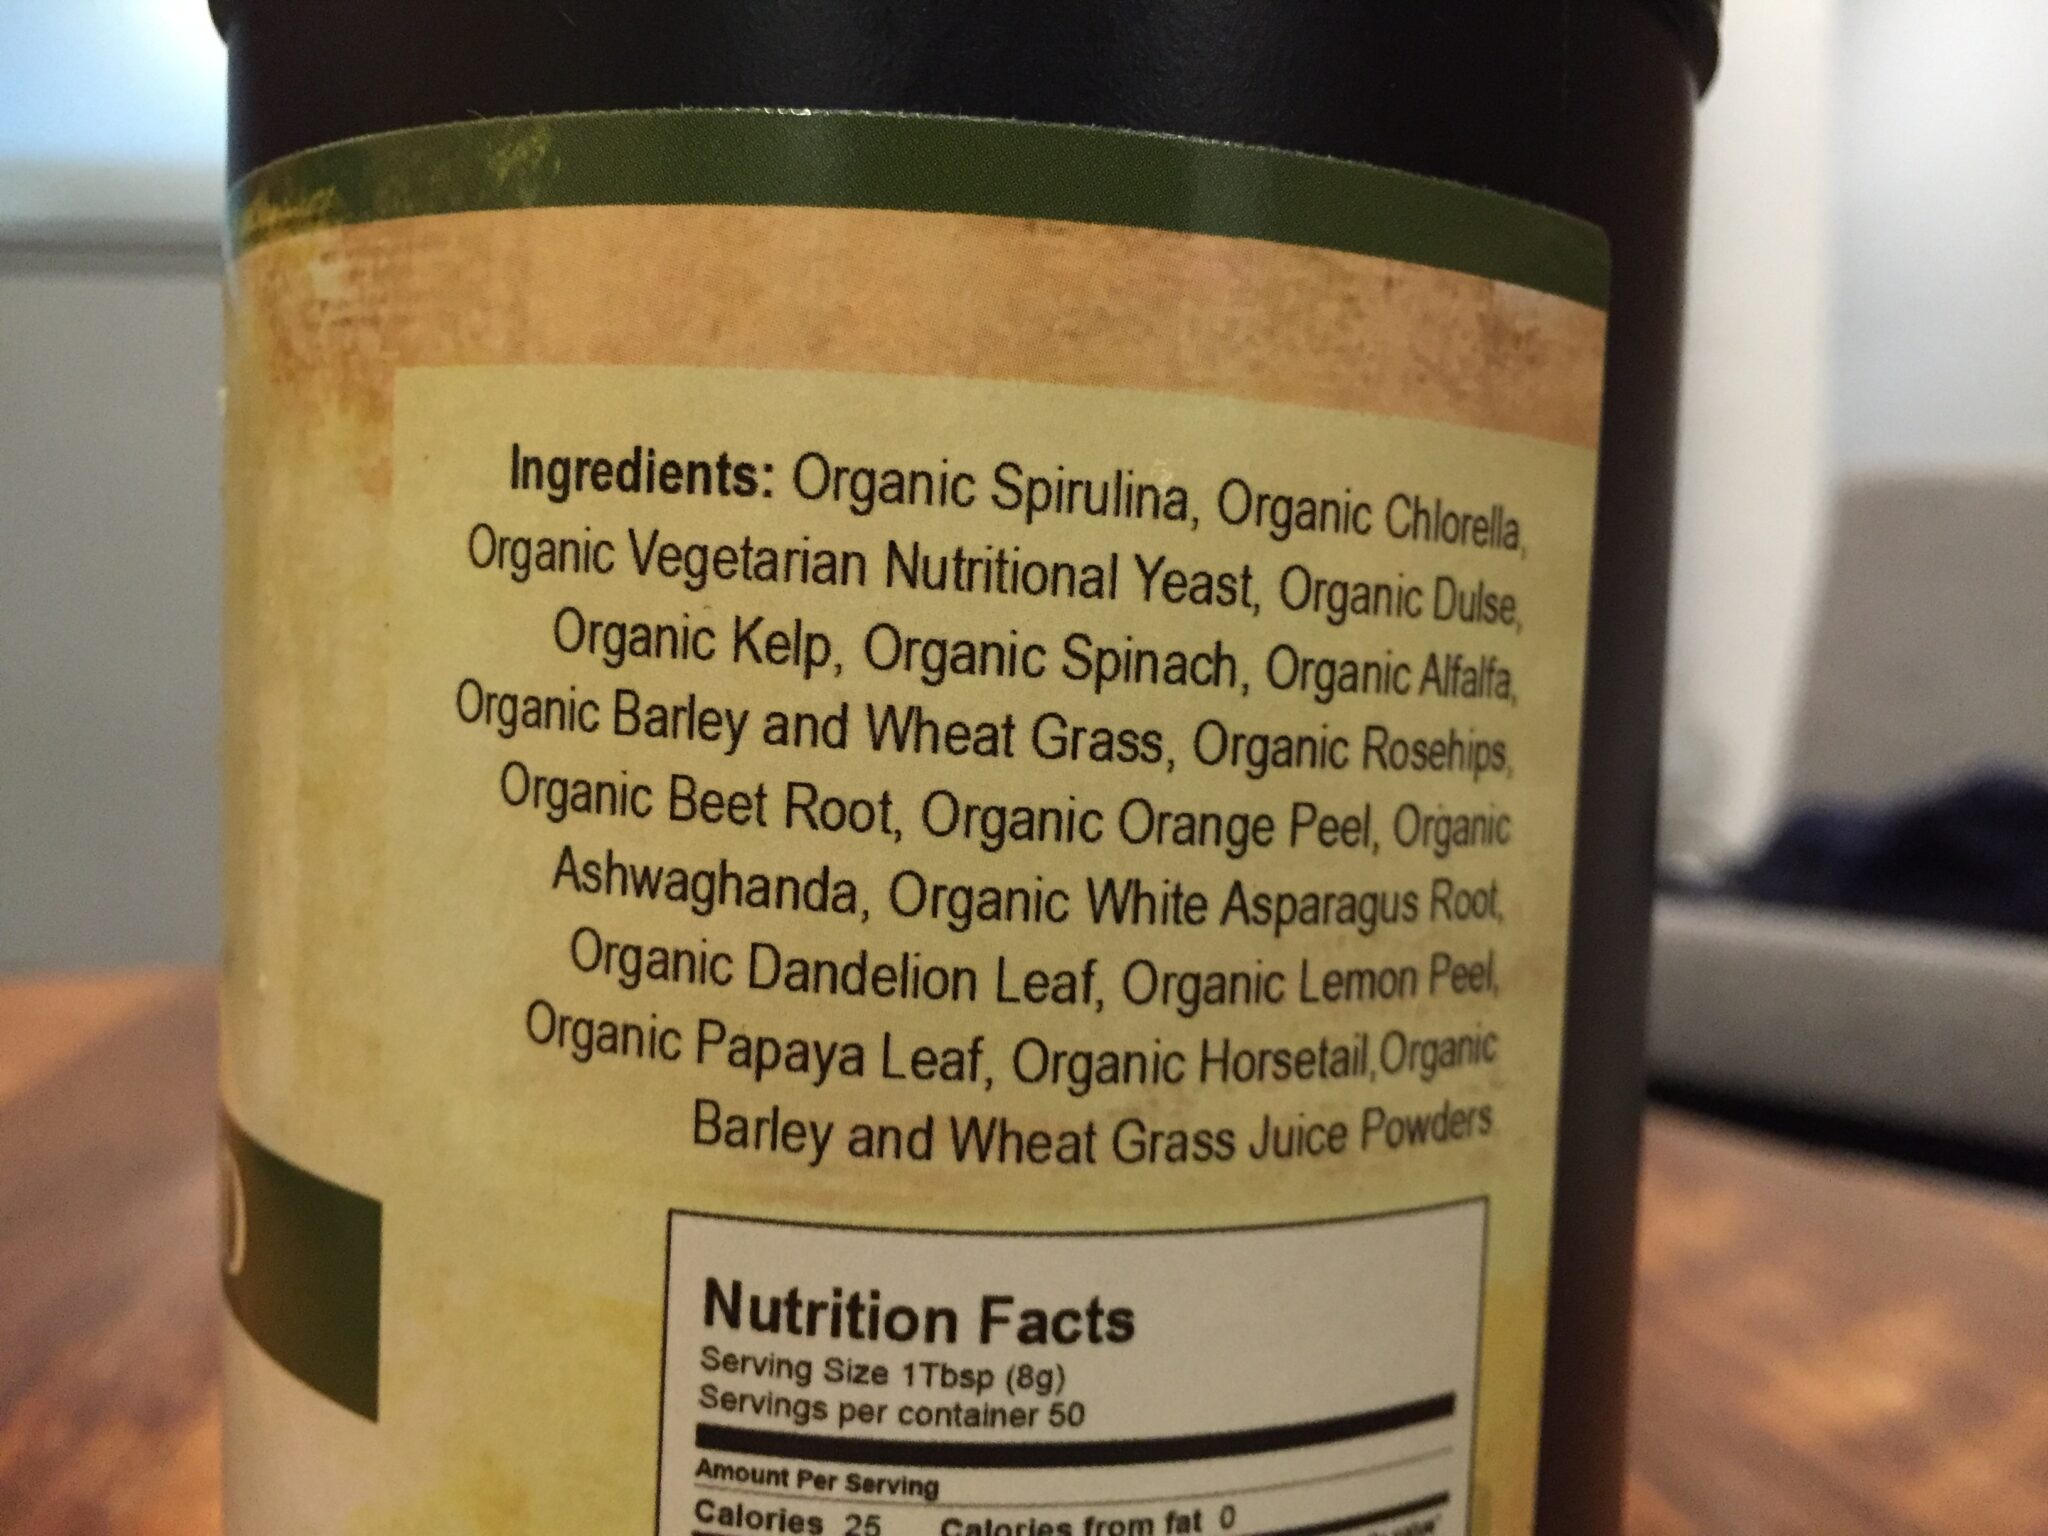 Ingredients: Organic Spirulina, Organic Chlorella,
Organic Vegetarian Nutritional Yeast, Organic Dulse,
Organic Kelp, Organic Spinach, Organic Alfalfa,
Organic Barley and Wheat Grass, Organic Rosehips,
Organic Beet Root, Organic Orange Peel, Organic
Ashwaghanda, Organic White Asparagus Root,
Organic Dandelion Leaf, Organic Lemon Peel,
Organic Papaya Leaf, Organic Horsetail,Organic
Barley and Wheat Grass Juice Powders
Nutrition Facts
Serving Size 1Tbsp (8g)
Servings per container 50
Amount Per Serving
Calories 25 Calories from fat 0